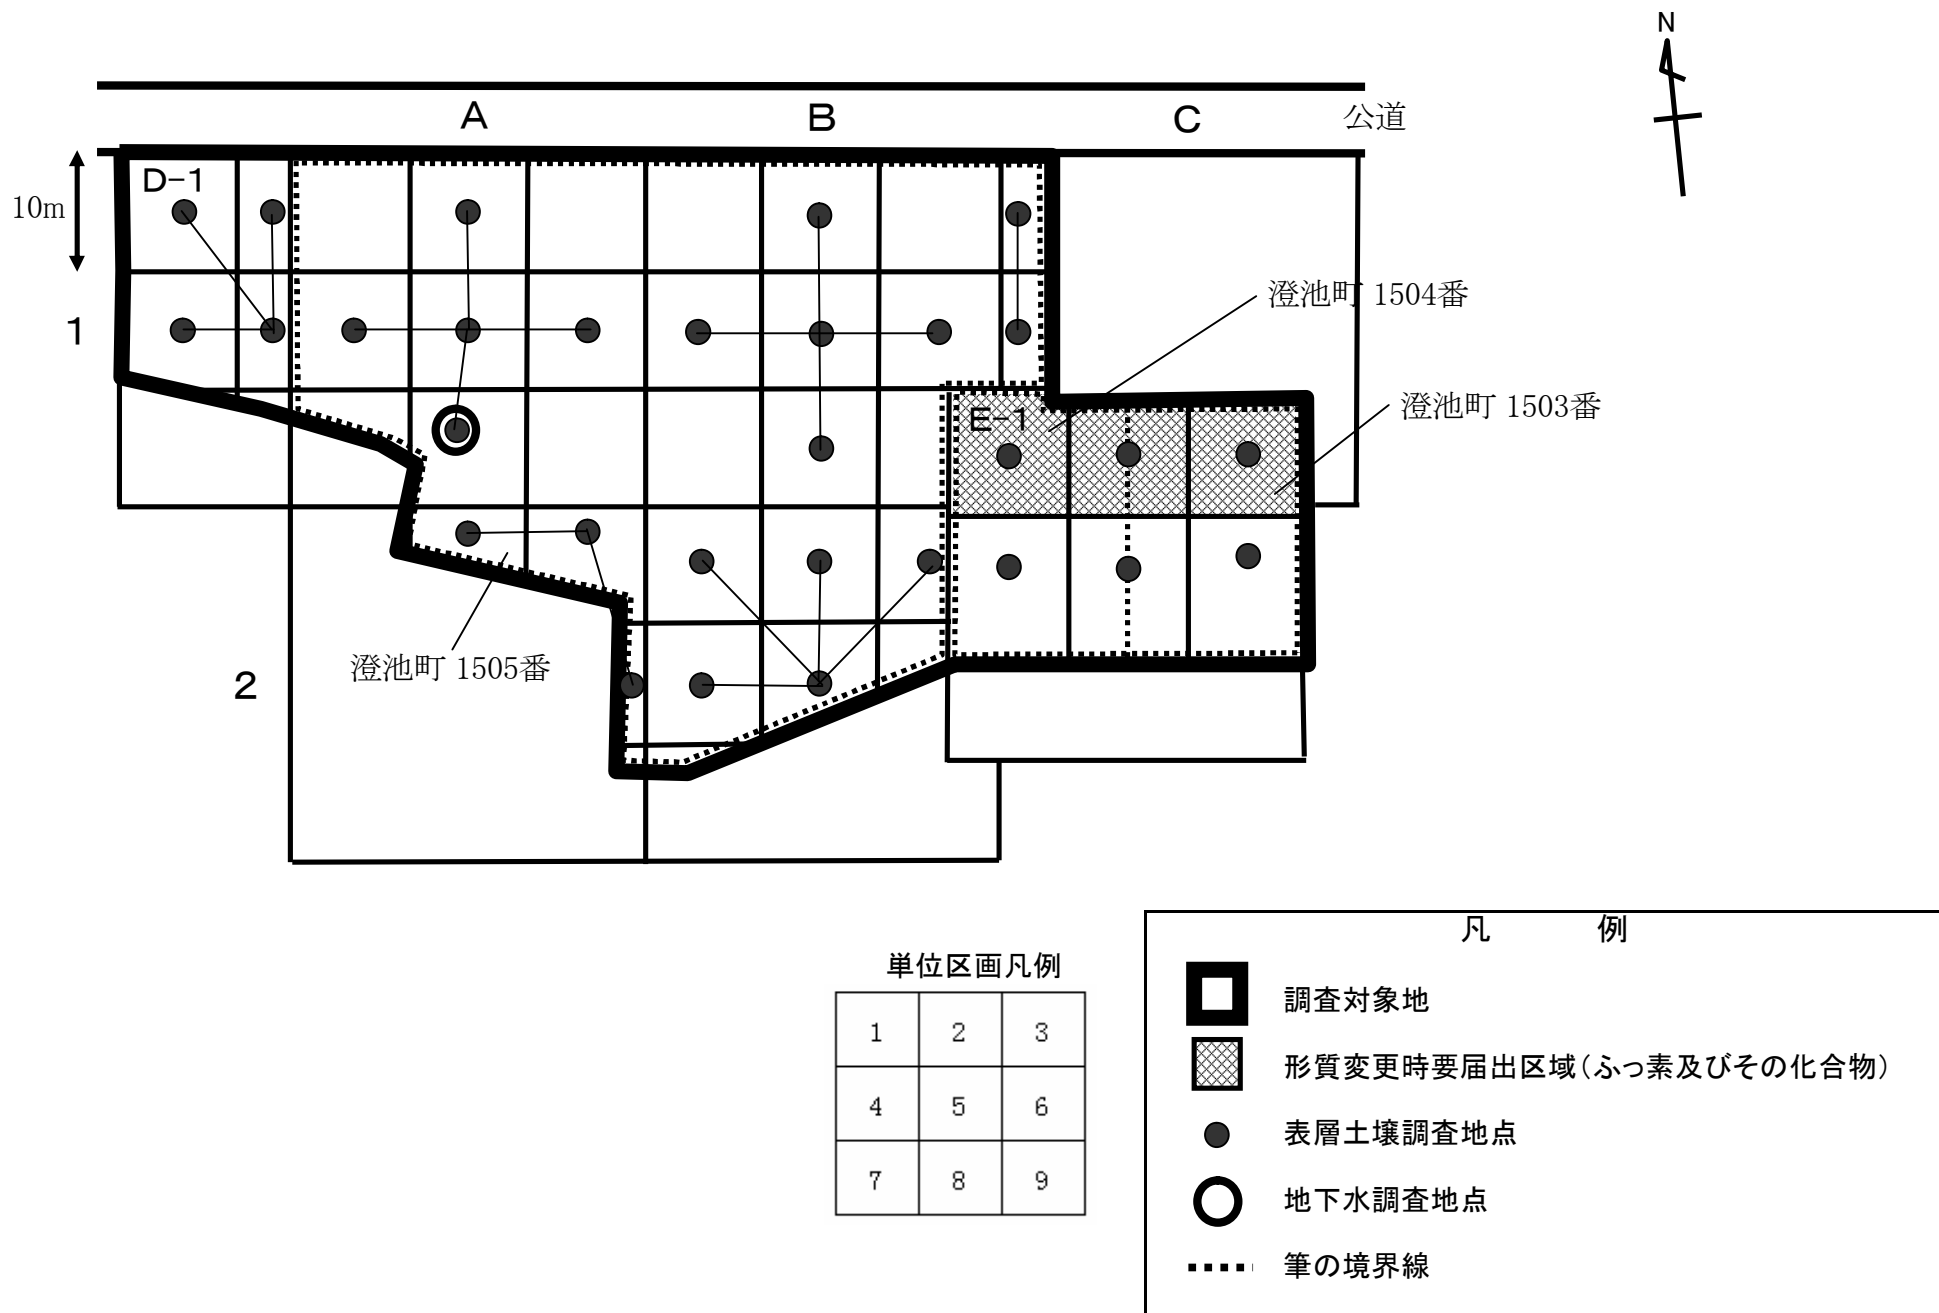 N
A
B
C
公道
D-1
10m
澄池町 1504番
1
澄池町 1503番
E-1
澄池町 1505番
2
凡 例
単位区画凡例
1 2 3
4 5 6
7 8 9
調査対象地
形質変更時要届出区域(ふっ素及びその化合物)
表層土壌調査地点
地下水調査地点
筆の境界線